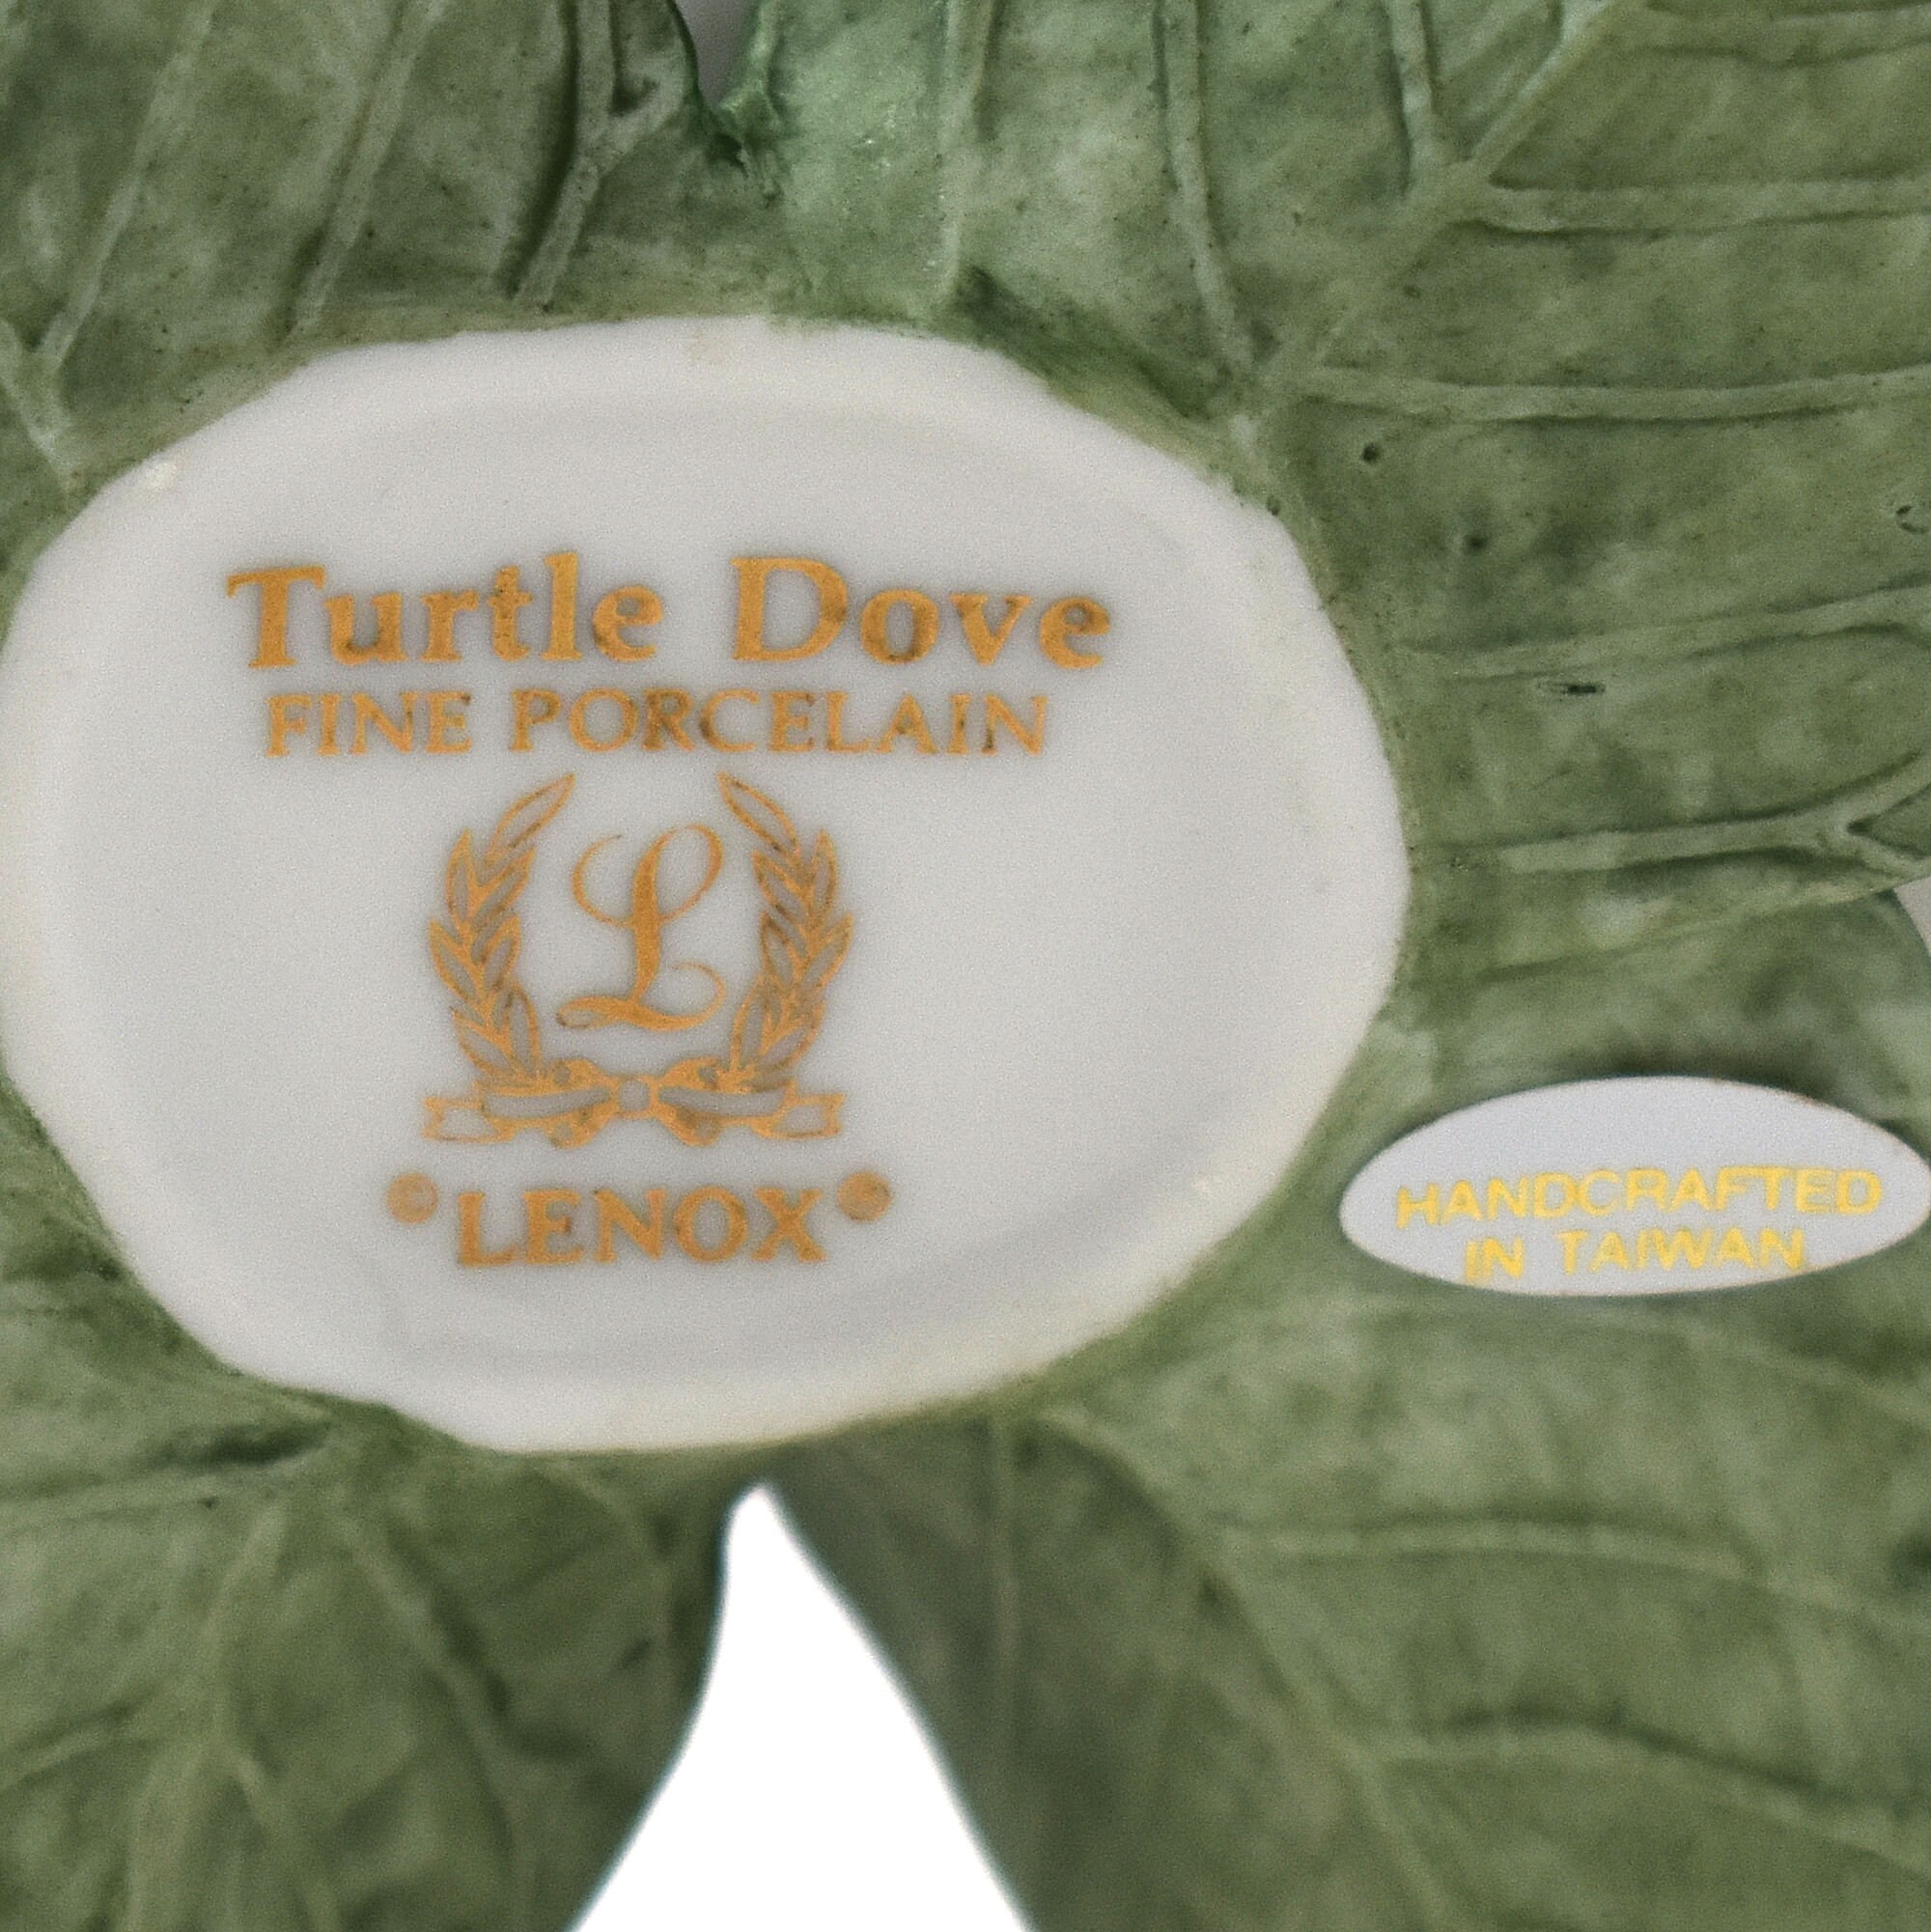 Turtle Dove
FINE PORCELAIN
L
©LENOX®
HANDCRAFTED
IN TAIWAN